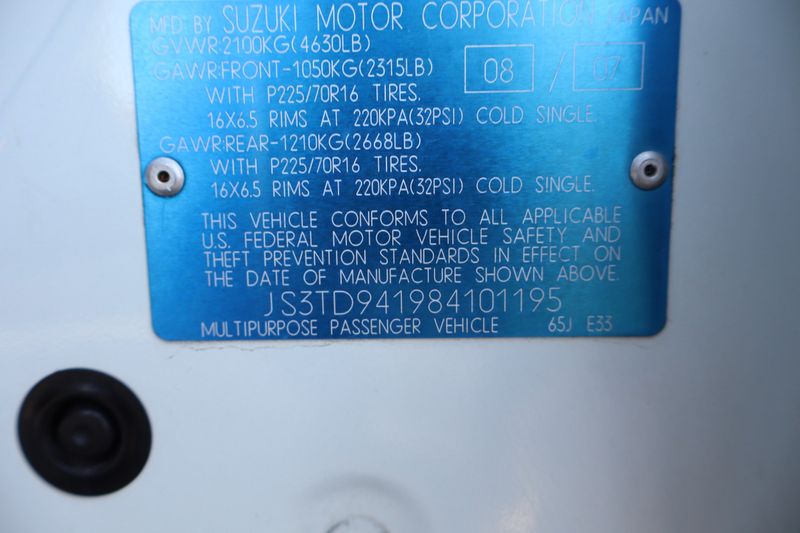 MFD. BY SUZUKI MOTOR CORPORATION JAPAN
GVWR:2100KG(4630LB)
GAWR:FRONT-1050KG(2315LB) 08 / 07
WITH P225/70R16 TIRES.
16X6.5 RIMS AT 220KPA(32PSI) COLD SINGLE.
GAWR:REAR-1210KG(2668LB)
WITH P225/70R16 TIRES.
16X6.5 RIMS AT 220KPA(32PSI) COLD SINGLE.
THIS VEHICLE CONFORMS TO ALL APPLICABLE
U.S. FEDERAL MOTOR VEHICLE SAFETY AND
THEFT PREVENTION STANDARDS IN EFFECT ON
THE DATE OF MANUFACTURE SHOWN ABOVE.
JS3TD941984101195
MULTIPURPOSE PASSENGER VEHICLE 65J E33